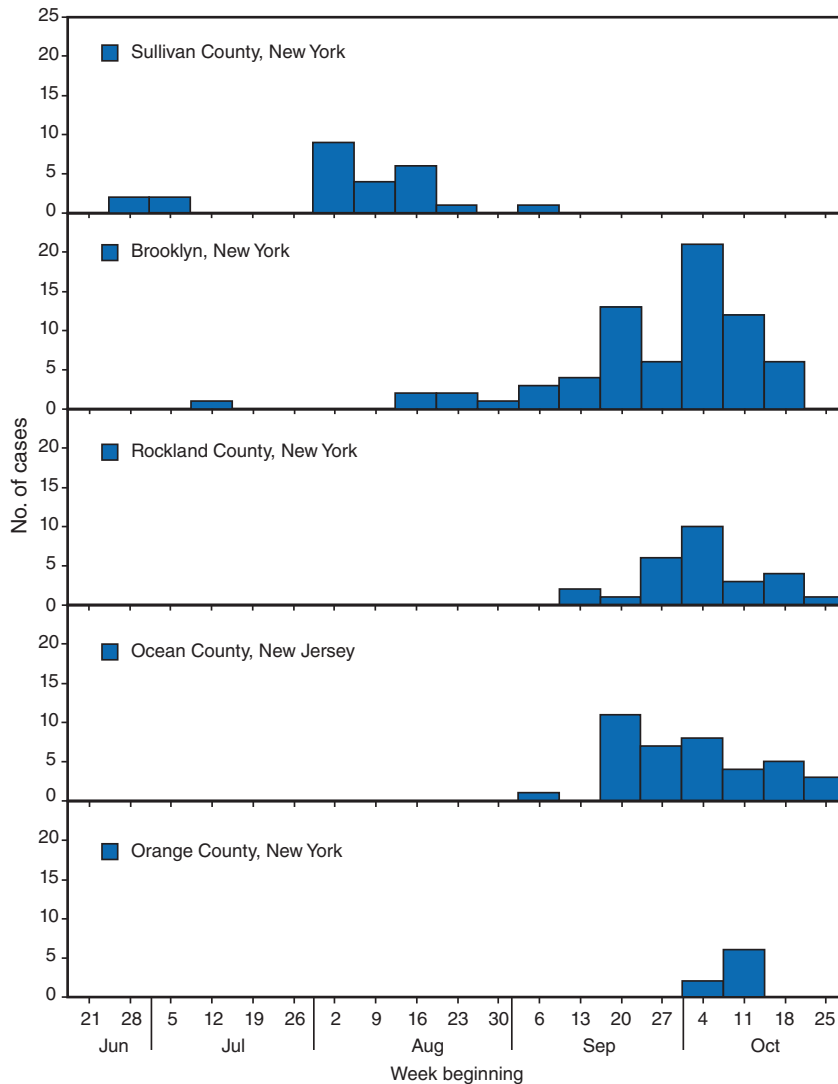 No. of cases
25
20
15
10
5
0
Sullivan County, New York
20
15
10
5
0
Brooklyn, New York
20
15
10
5
0
Rockland County, New York
20
15
10
5
0
Ocean County, New Jersey
20
15
10
5
0
Orange County, New York
21 28 5 12 19 26 2 9 16 23 30 6 13 20 27 4 11 18 25
Jun Jul Aug Sep Oct
Week beginning